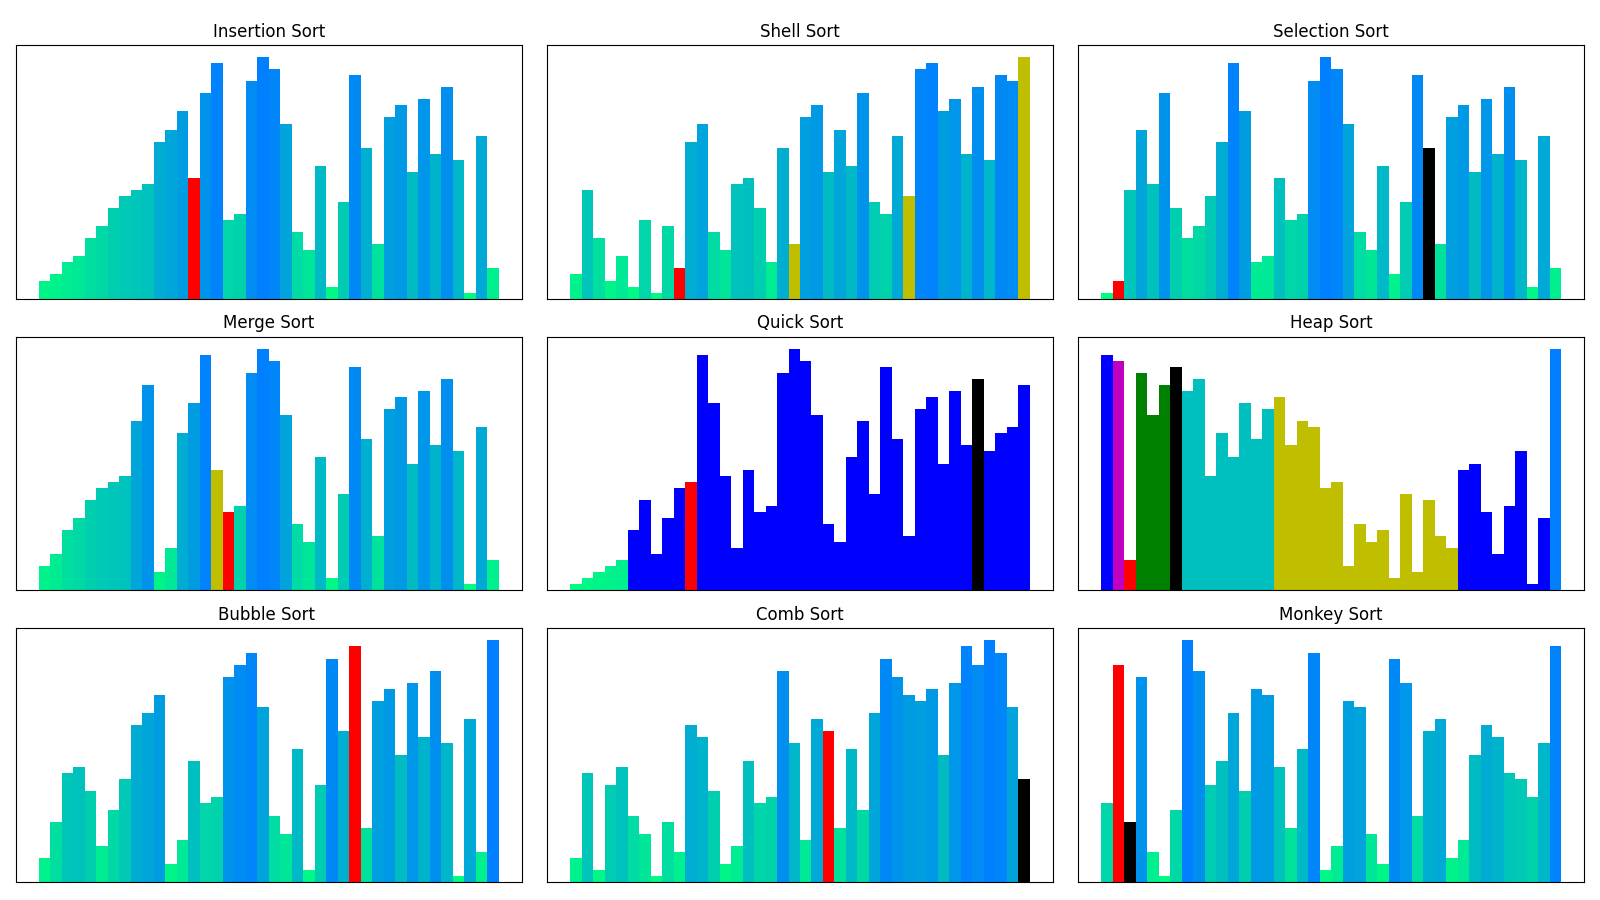 Insertion Sort
Shell Sort
Selection Sort
Merge Sort
Quick Sort
Heap Sort
Bubble Sort
Comb Sort
Monkey Sort